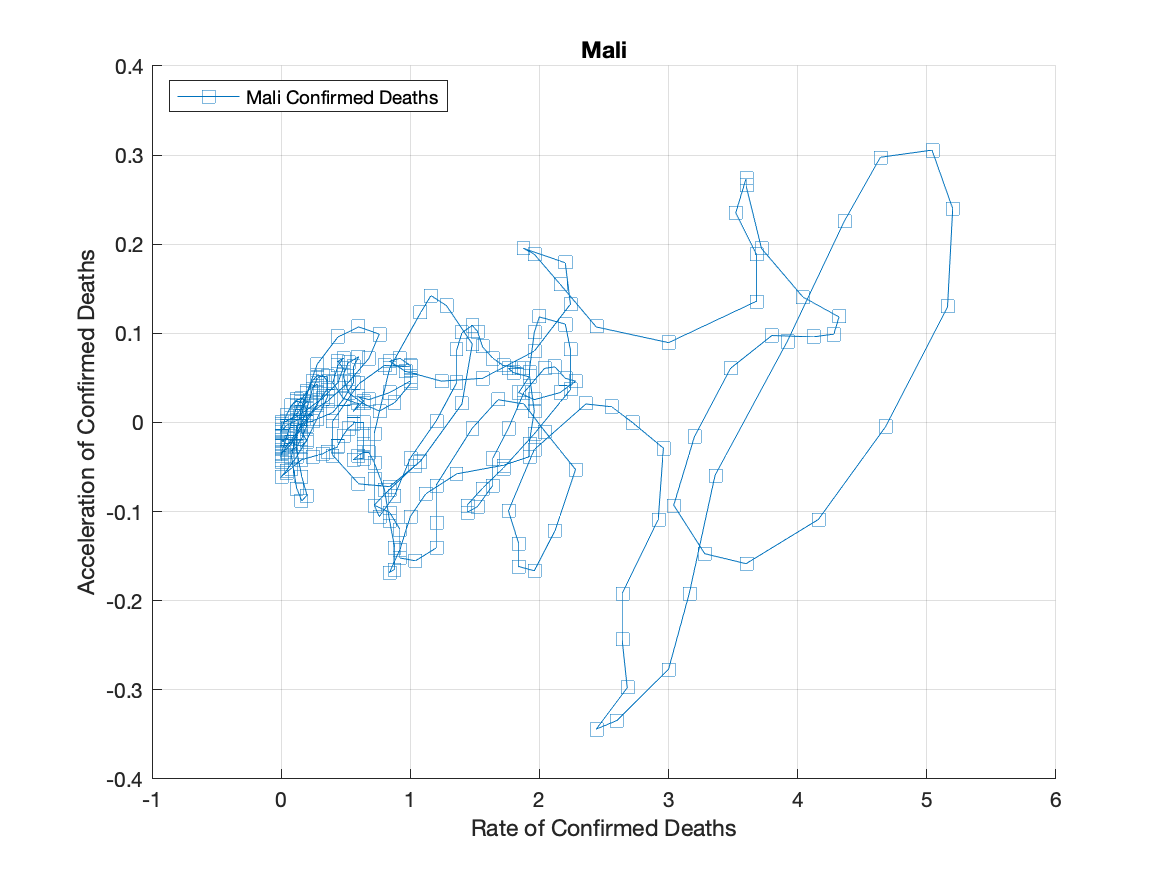 Mali
Mali Confirmed Deaths
0.4
0.3
0.2
0.1
0
-0.1
-0.2
-0.3
-0.4
Acceleration of Confirmed Deaths
-1 0 1 2 3 4 5 6
Rate of Confirmed Deaths